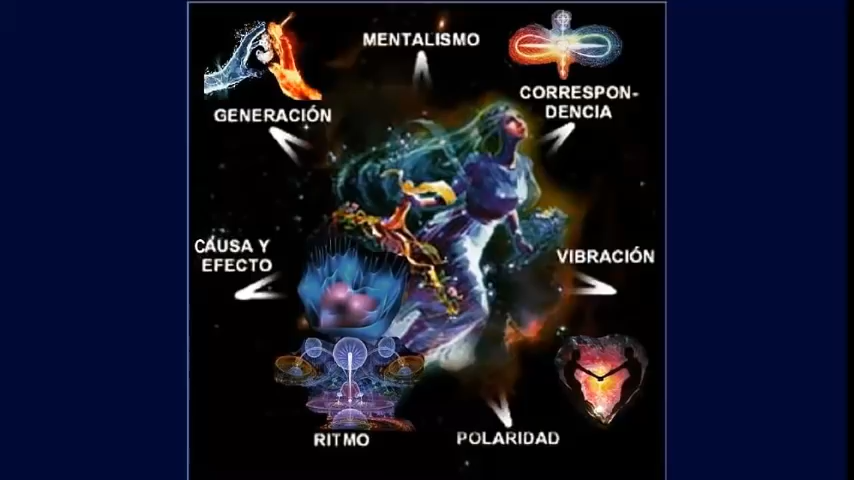 MENTALISMO
CORRESPON-
DENCIA
GENERACIÓN
CAUSA Y
EFECTO
VIBRACIÓN
RITMO
POLARIDAD